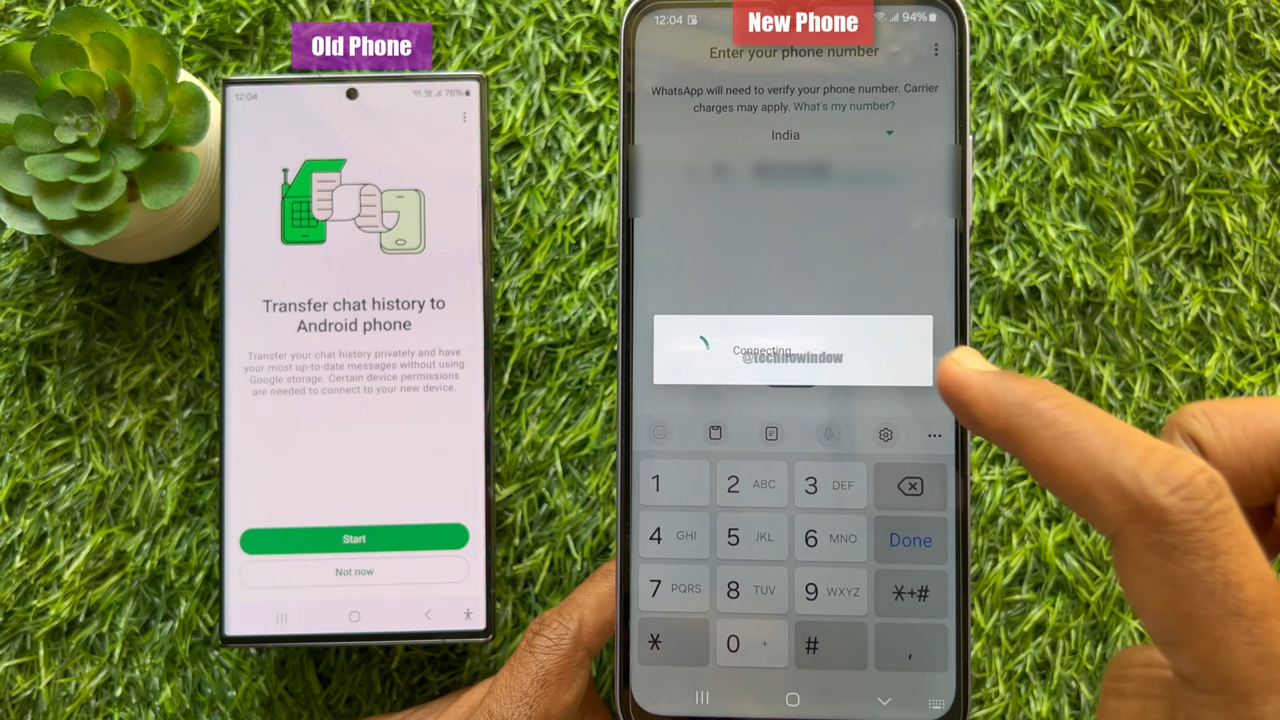 Old Phone
12:04
78%
Transfer chat history to
Android phone
Transfer your chat history privately and have
your most up-to-date messages without using
Google storage. Certain device permissions
are needed to connect to your new device.
Start
Not now
New Phone
12:04
94%
Enter your phone number
WhatsApp will need to verify your phone number. Carrier
charges may apply. What's my number?
India
Connecting
@techniowindow
1
2 ABC
3 DEF
4 GHI
5 JKL
6 MNO
Done
7 PQRS
8 TUV
9 WXYZ
*+#
*
0 +
#
,